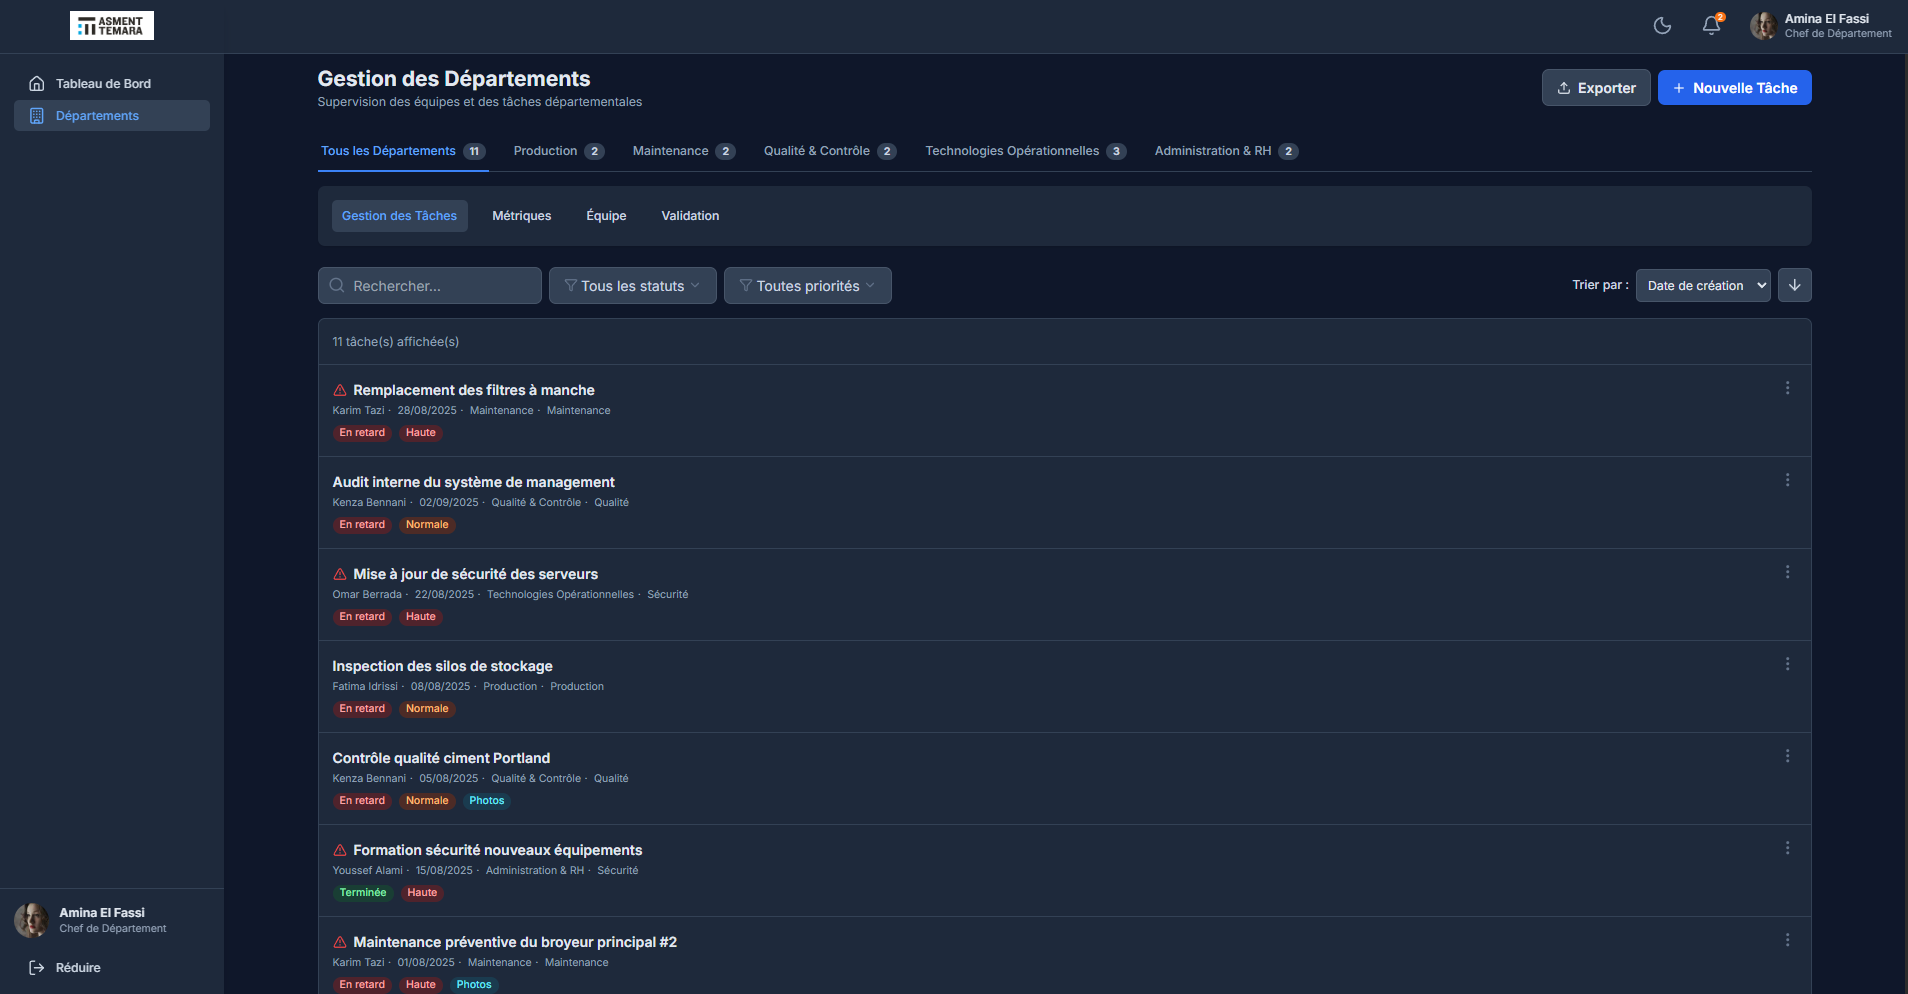 ASMENT
TEMARA
2
Amina El Fassi
Chef de Département
Tableau de Bord
Départements
Gestion des Départements
Supervision des équipes et des tâches départementales
Exporter
+ Nouvelle Tâche
Tous les Départements 11
Production 2
Maintenance 2
Qualité & Contrôle 2
Technologies Opérationnelles 3
Administration & RH 2
Gestion des Tâches
Métriques
Équipe
Validation
Rechercher...
Tous les statuts
Toutes priorités
Trier par :
Date de création
11 tâche(s) affichée(s)
Remplacement des filtres à manche
Karim Tazi · 28/08/2025 · Maintenance · Maintenance
En retard Haute
Audit interne du système de management
Kenza Bennani · 02/09/2025 · Qualité & Contrôle · Qualité
En retard Normale
Mise à jour de sécurité des serveurs
Omar Berrada · 22/08/2025 · Technologies Opérationnelles · Sécurité
En retard Haute
Inspection des silos de stockage
Fatima Idrissi · 08/08/2025 · Production · Production
En retard Normale
Contrôle qualité ciment Portland
Kenza Bennani · 05/08/2025 · Qualité & Contrôle · Qualité
En retard Normale Photos
Formation sécurité nouveaux équipements
Youssef Alami · 15/08/2025 · Administration & RH · Sécurité
Terminée Haute
Maintenance préventive du broyeur principal #2
Karim Tazi · 01/08/2025 · Maintenance · Maintenance
En retard Haute Photos
Amina El Fassi
Chef de Département
Réduire